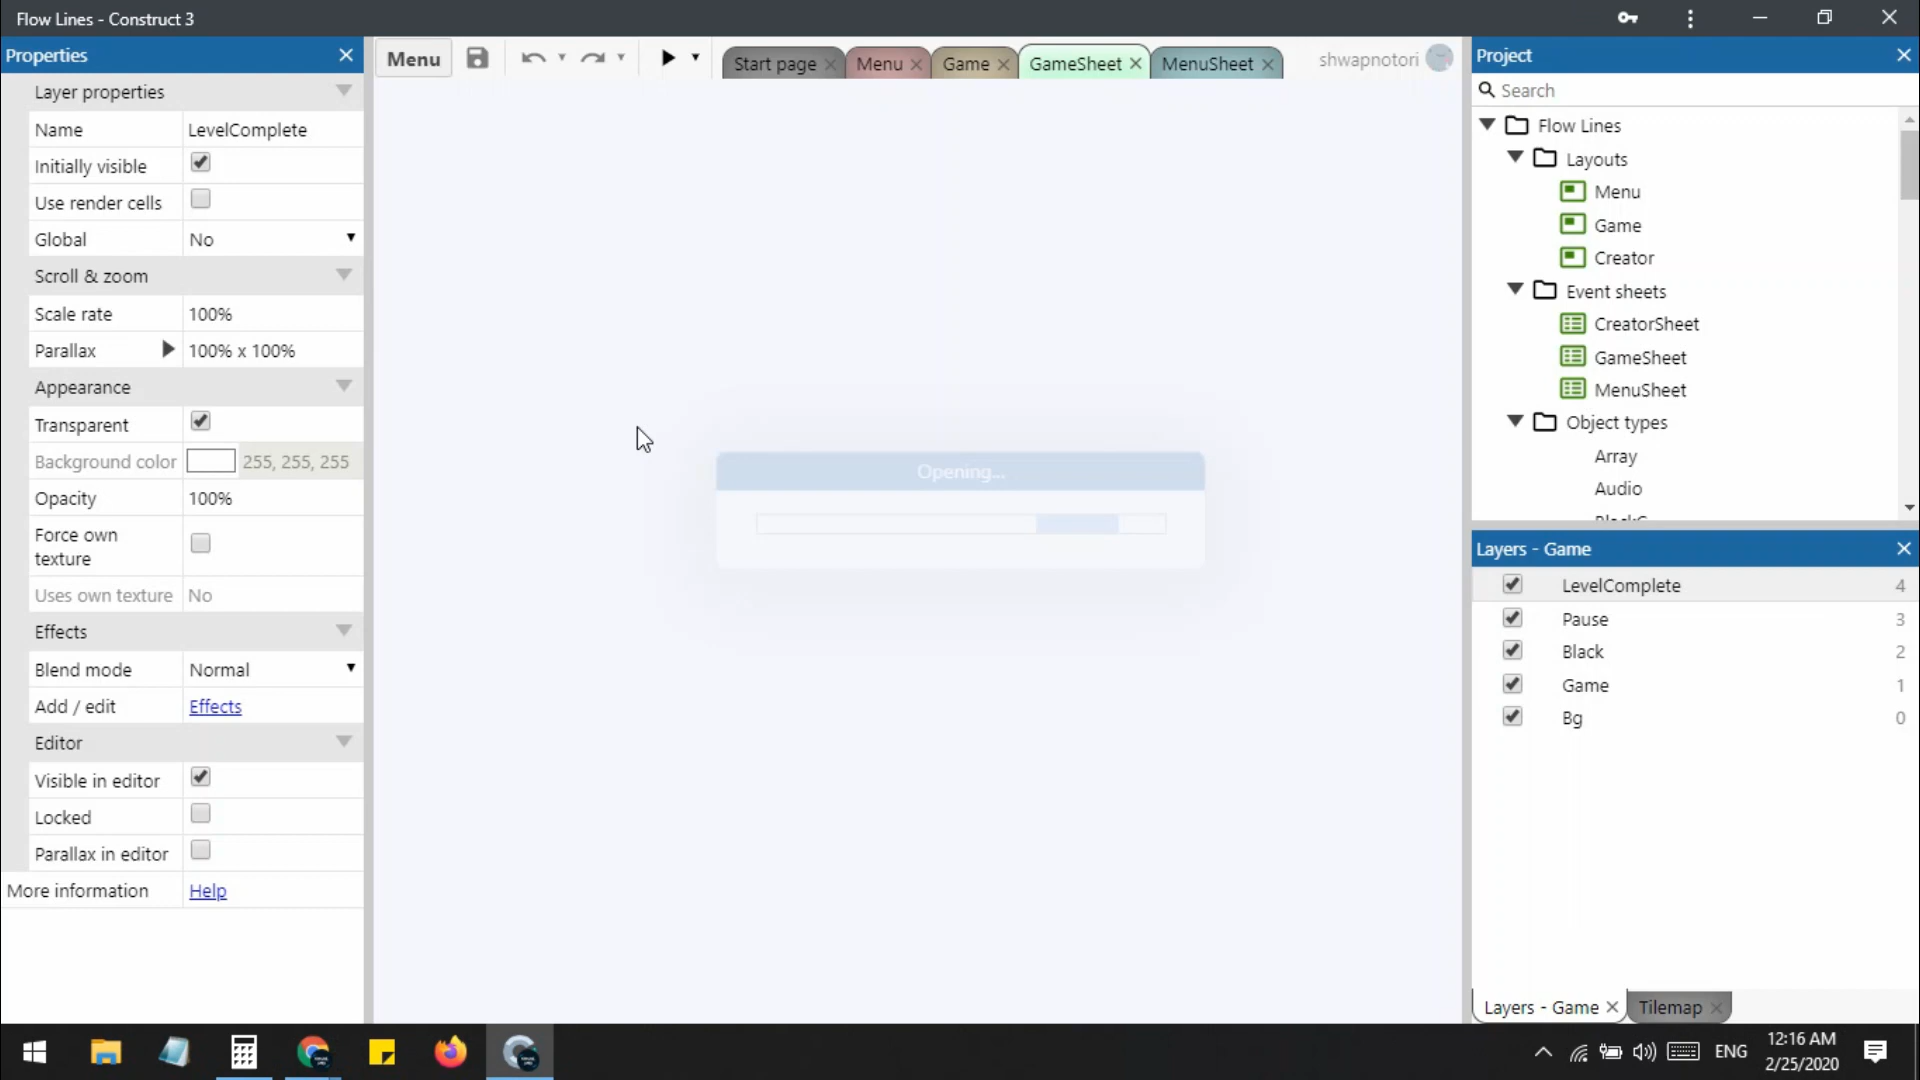 Flow Lines - Construct 3
Properties
Menu
Start page
Menu
Game
GameSheet
MenuSheet
shwapnotori
Project
Layer properties
Search
Name LevelComplete
Flow Lines
Initially visible
Layouts
Use render cells
Menu
Global No
Game
Scroll & zoom
Creator
Scale rate 100%
Event sheets
Parallax 100% x 100%
CreatorSheet
Appearance
GameSheet
Transparent
MenuSheet
Background color 255, 255, 255
Object types
Opening...
Array
Opacity 100%
Audio
Force own
texture
Layers - Game
Uses own texture No
LevelComplete 4
Effects
Pause 3
Blend mode Normal
Black 2
Add / edit Effects
Game 1
Editor
Bg 0
Visible in editor
Locked
Parallax in editor
More information Help
Layers - Game
Tilemap
ENG
12:16 AM
2/25/2020